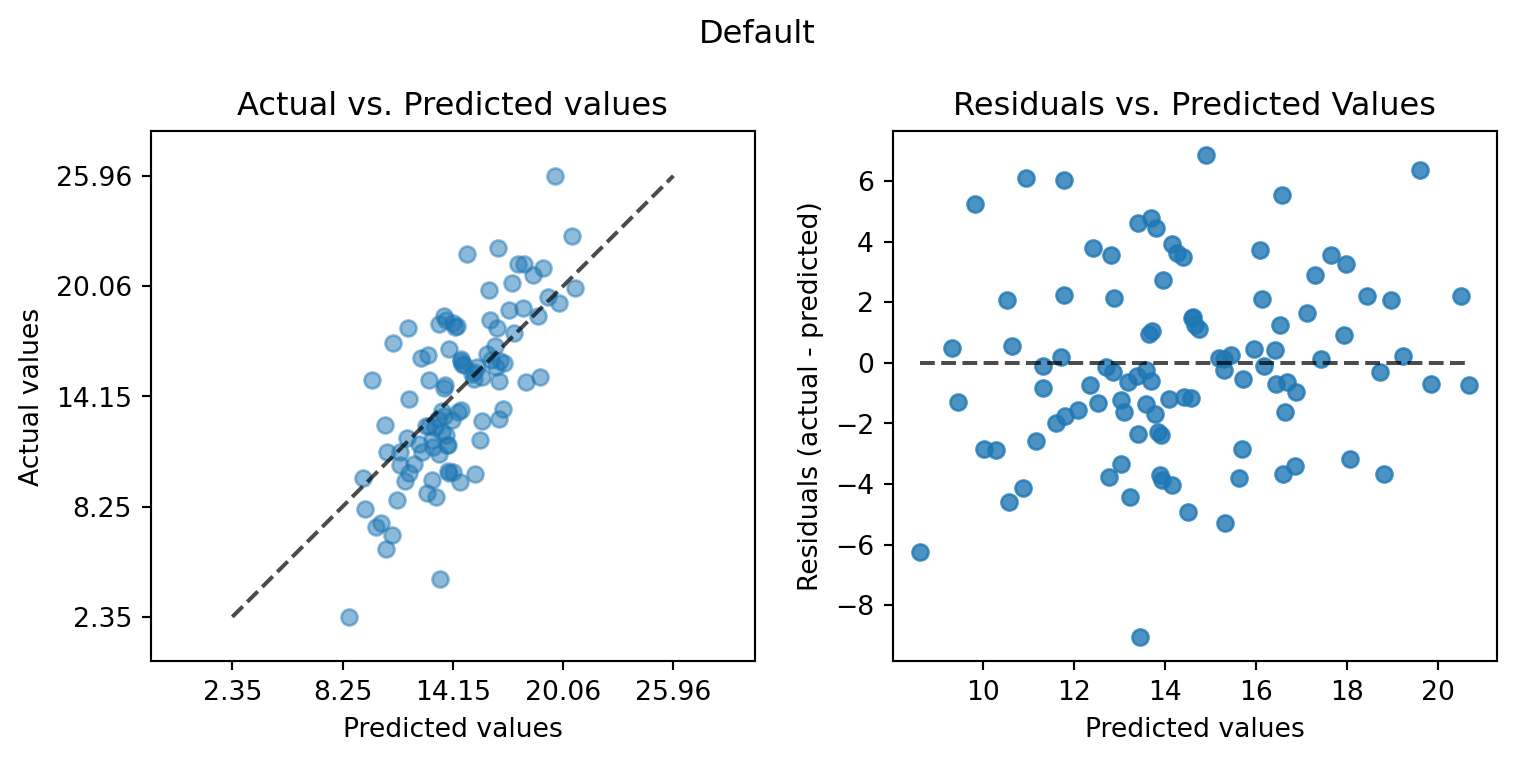 Default
Actual vs. Predicted values
Actual values
25.96
20.06
14.15
8.25
2.35
2.35 8.25 14.15 20.06 25.96
Predicted values
Residuals vs. Predicted Values
Residuals (actual - predicted)
6
4
2
0
−2
−4
−6
−8
10 12 14 16 18 20
Predicted values